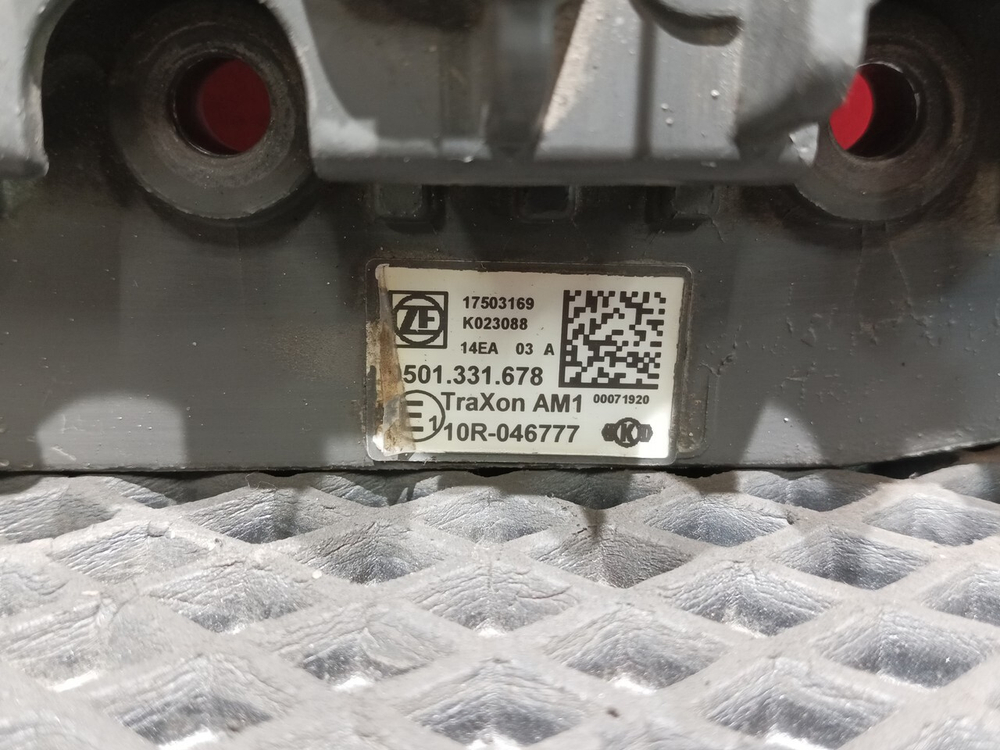 ZF
17503169
K023088
14EA 03 A
501.331.678
TraXon AM1 00071920
E1 10R-046777
K